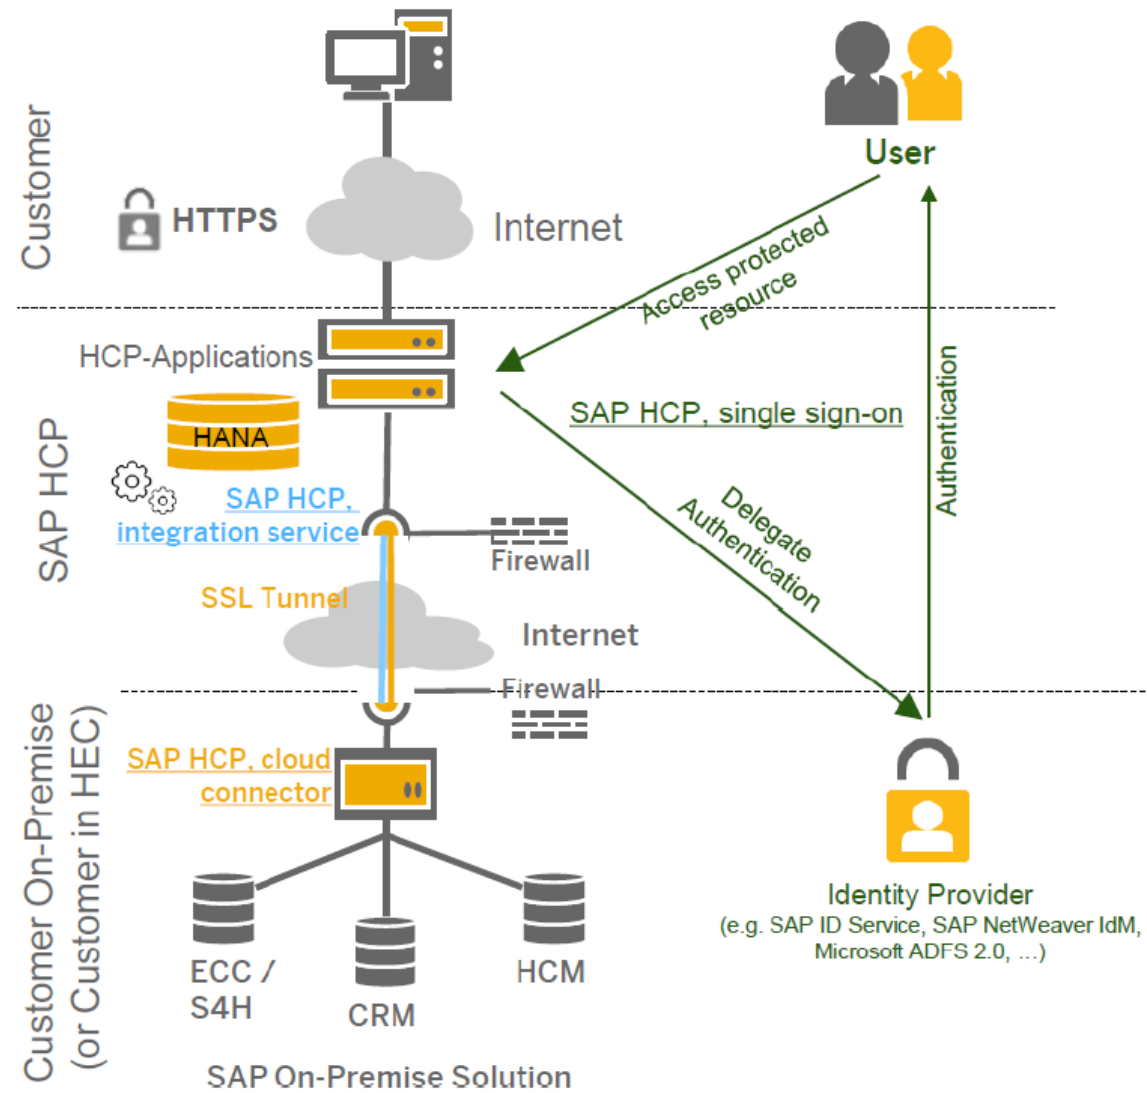 Customer
HTTPS
Internet
User
Access protected
resource
SAP HCP
HCP-Applications
HANA
SAP HCP,
integration service
Firewall
SSL Tunnel
Internet
Firewall
SAP HCP, single sign-on
Delegate
Authentication
Authentication
Customer On-Premise
(or Customer in HEC)
SAP HCP, cloud
connector
ECC /
S4H
CRM
HCM
SAP On-Premise Solution
Identity Provider
(e.g. SAP ID Service, SAP NetWeaver IdM,
Microsoft ADFS 2.0, ...)